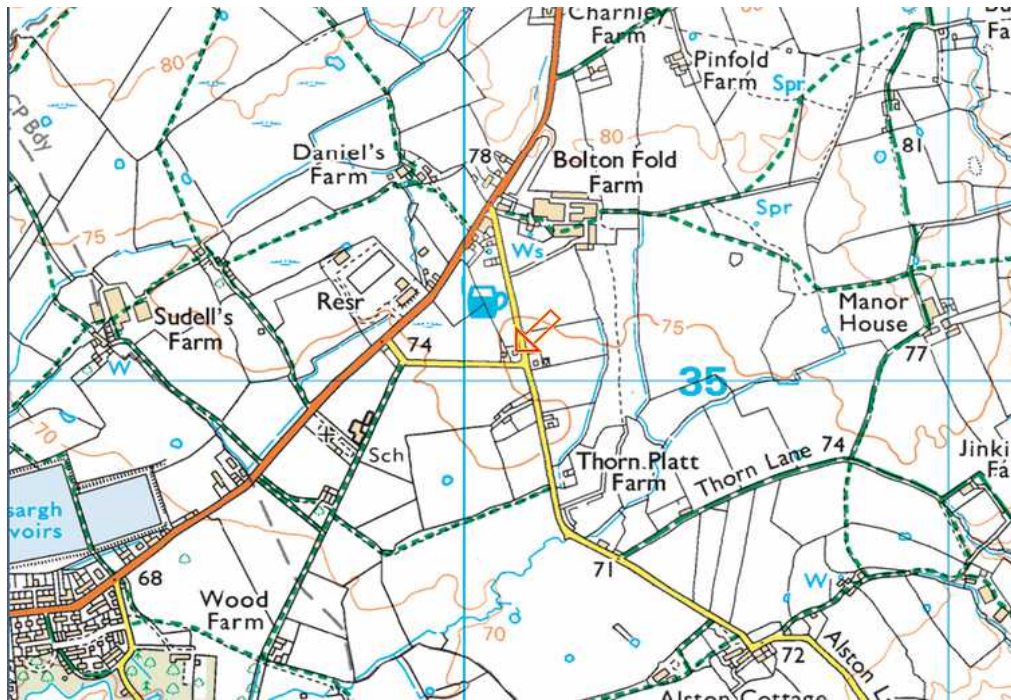 Charnley
Farm
Pinfold
Farm
80
CP Bdy
Spr
Daniel's
Farm
78
Bolton Fold
Farm
80
81
75
Spr
Ws
Resr
Sudell's
Farm
W
74
75
Manor
House
77
35
70
Sch
Thorn Platt
Farm
Thorn Lane
74
Jinki
Fa
sargh
voirs
68
71
W
Wood
Farm
70
72
Alston L
Alston Cottage